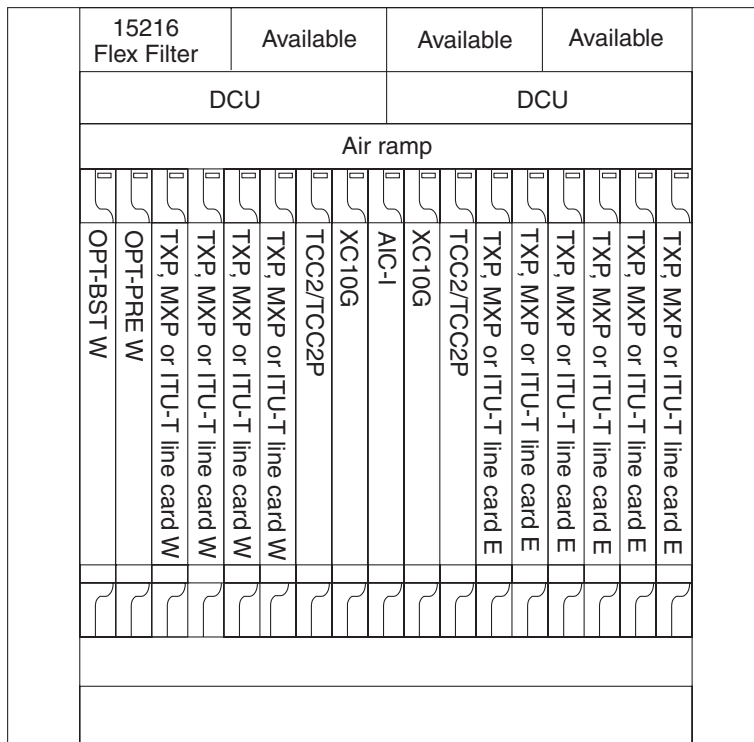 15216
Flex Filter
Available
Available
Available
DCU
DCU
Air ramp
OPT-BST W
OPT-PRE W
TXP, MXP or ITU-T line card W
TXP, MXP or ITU-T line card W
TXP, MXP or ITU-T line card W
TXP, MXP or ITU-T line card W
TCC2/TCC2P
XC10G
AIC-I
XC10G
TCC2/TCC2P
TXP, MXP or ITU-T line card E
TXP, MXP or ITU-T line card E
TXP, MXP or ITU-T line card E
TXP, MXP or ITU-T line card E
TXP, MXP or ITU-T line card E
TXP, MXP or ITU-T line card E